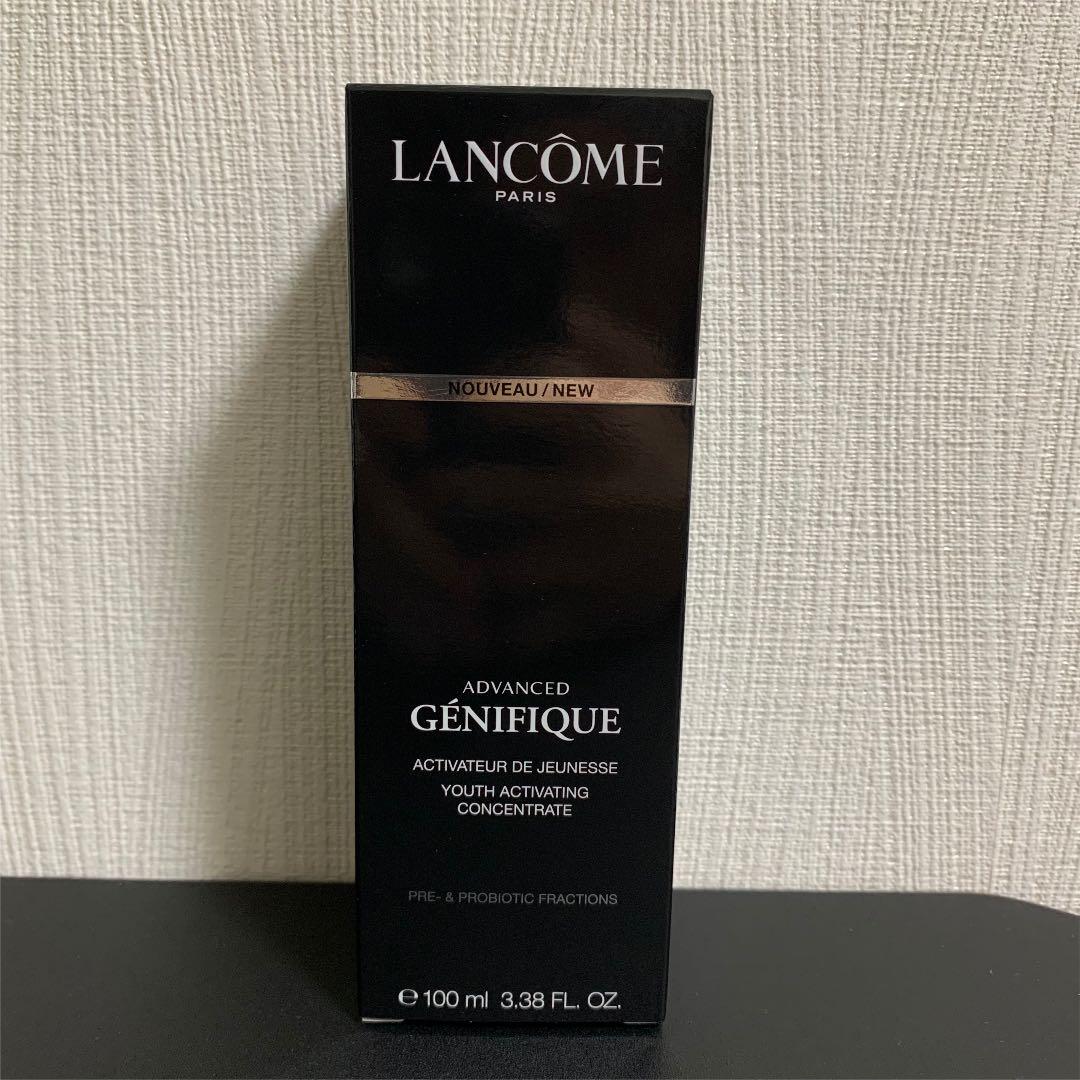 LANCÔME
PARIS
NOUVEAU / NEW
ADVANCED
GÉNIFIQUE
ACTIVATEUR DE JEUNESSE
YOUTH ACTIVATING
CONCENTRATE
PRE- & PROBIOTIC FRACTIONS
℮ 100 ml 3.38 FL. OZ.